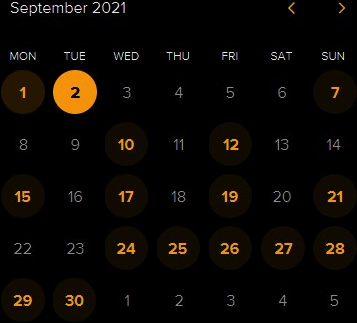 September 2021
MON TUE WED THU FRI SAT SUN
1 2 3 4 5 6 7
8 9 10 11 12 13 14
15 16 17 18 19 20 21
22 23 24 25 26 27 28
29 30 1 2 3 4 5